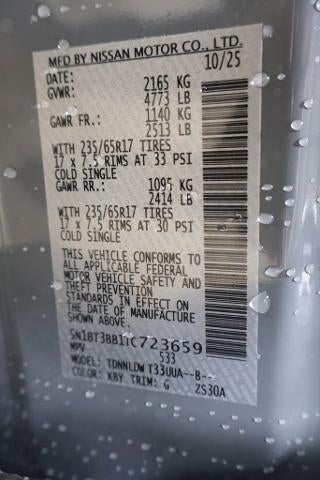 MFD BY NISSAN MOTOR CO., LTD.
DATE: 10/25
GVWR: 2165 KG
4773 LB
GAWR FR.: 1140 KG
2513 LB
WITH 235/65R17 TIRES
17 x 7.5 RIMS AT 33 PSI
COLD SINGLE
GAWR RR.: 1095 KG
2414 LB
WITH 235/65R17 TIRES
17 x 7.5 RIMS AT 30 PSI
COLD SINGLE
THIS VEHICLE CONFORMS TO
ALL APPLICABLE FEDERAL
MOTOR VEHICLE SAFETY AND
THEFT PREVENTION
STANDARDS IN EFFECT ON
THE DATE OF MANUFACTURE
SHOWN ABOVE.
5N1BT3BB1TC723659
MPV 533
MODEL: TDNNLDW T33UUA--B--
COLOR: KBY TRIM: G ZS30A